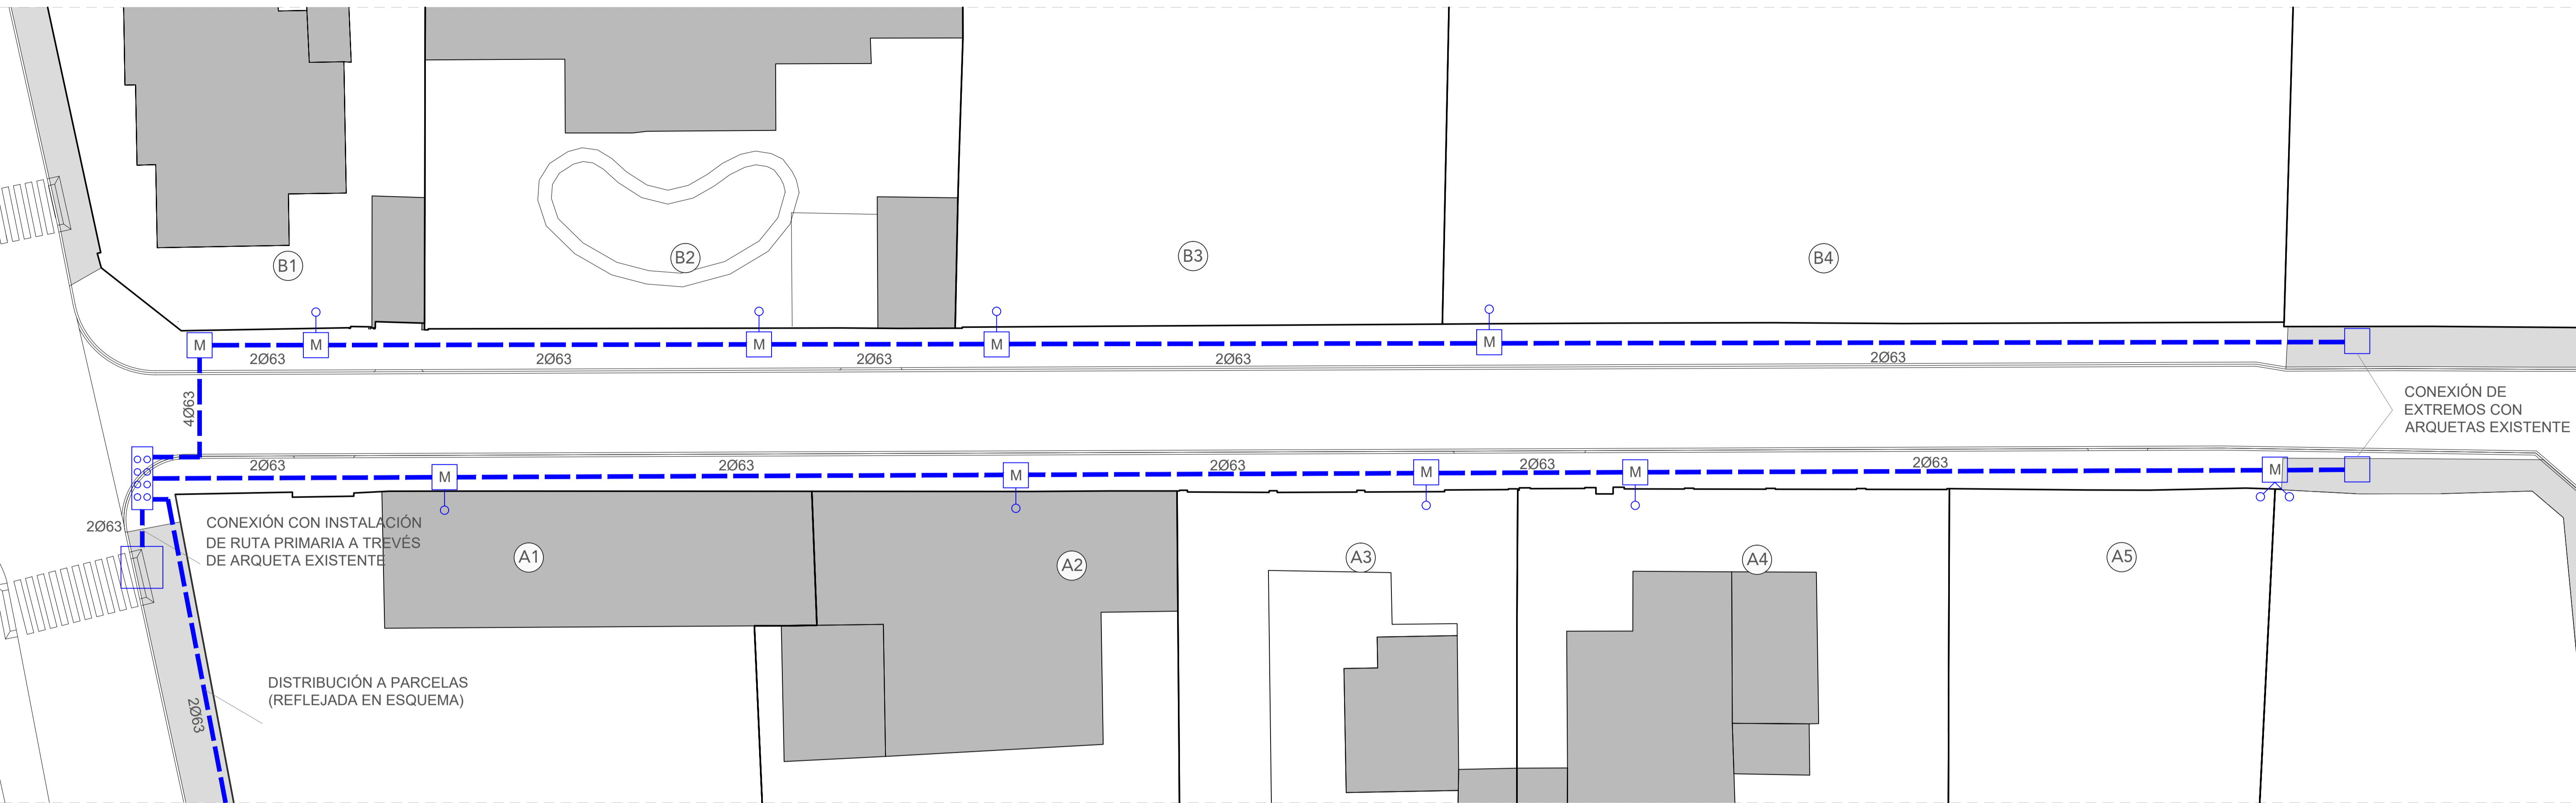 B1
B2
B3
B4
M
M
M
M
M
2Ø63
2Ø63
2Ø63
2Ø63
2Ø63
4Ø63
CONEXIÓN DE
EXTREMOS CON
ARQUETAS EXISTENTE
2Ø63
M
2Ø63
M
2Ø63
M
2Ø63
M
2Ø63
M
2Ø63
CONEXIÓN CON INSTALACIÓN
DE RUTA PRIMARIA A TREVÉS
DE ARQUETA EXISTENTE
A1
A2
A3
A4
A5
DISTRIBUCIÓN A PARCELAS
(REFLEJADA EN ESQUEMA)
2Ø63